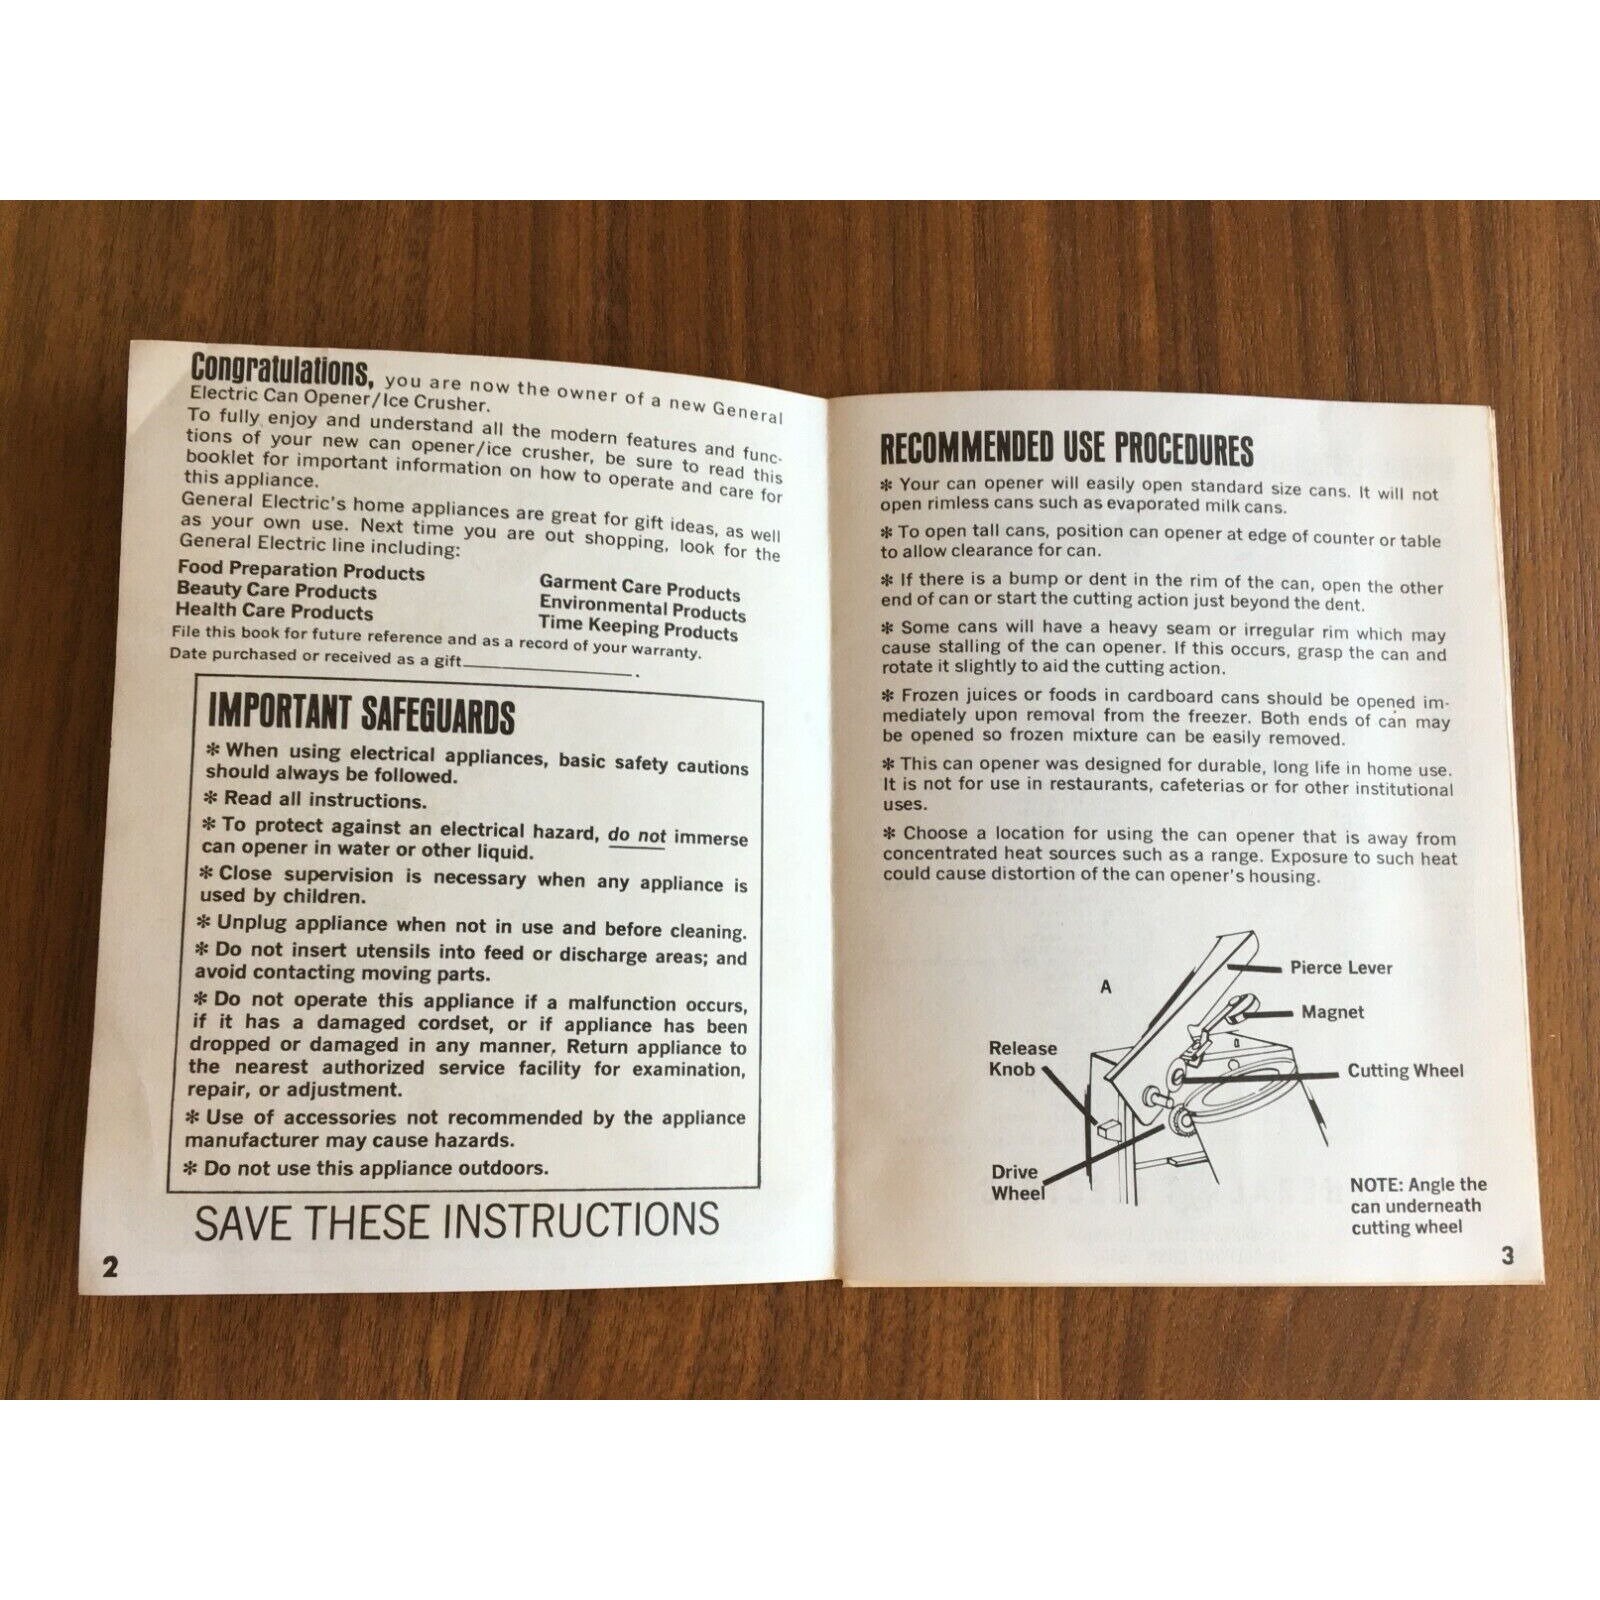 Congratulations, you are now the owner of a new General
Electric Can Opener/Ice Crusher.
To fully enjoy and understand all the modern features and func-
tions of your new can opener/ice crusher, be sure to read this
booklet for important information on how to operate and care for
this appliance.
General Electric's home appliances are great for gift ideas, as well
as your own use. Next time you are out shopping, look for the
General Electric line including:
Food Preparation Products
Beauty Care Products
Health Care Products
Garment Care Products
Environmental Products
Time Keeping Products
File this book for future reference and as a record of your warranty.
Date purchased or received as a gift____________________.
IMPORTANT SAFEGUARDS
✻ When using electrical appliances, basic safety cautions
should always be followed.
✻ Read all instructions.
✻ To protect against an electrical hazard, do not immerse
can opener in water or other liquid.
✻ Close supervision is necessary when any appliance is
used by children.
✻ Unplug appliance when not in use and before cleaning.
✻ Do not insert utensils into feed or discharge areas; and
avoid contacting moving parts.
✻ Do not operate this appliance if a malfunction occurs,
if it has a damaged cordset, or if appliance has been
dropped or damaged in any manner. Return appliance to
the nearest authorized service facility for examination,
repair, or adjustment.
✻ Use of accessories not recommended by the appliance
manufacturer may cause hazards.
✻ Do not use this appliance outdoors.
SAVE THESE INSTRUCTIONS
2
RECOMMENDED USE PROCEDURES
✻ Your can opener will easily open standard size cans. It will not
open rimless cans such as evaporated milk cans.
✻ To open tall cans, position can opener at edge of counter or table
to allow clearance for can.
✻ If there is a bump or dent in the rim of the can, open the other
end of can or start the cutting action just beyond the dent.
✻ Some cans will have a heavy seam or irregular rim which may
cause stalling of the can opener. If this occurs, grasp the can and
rotate it slightly to aid the cutting action.
✻ Frozen juices or foods in cardboard cans should be opened im-
mediately upon removal from the freezer. Both ends of can may
be opened so frozen mixture can be easily removed.
✻ This can opener was designed for durable, long life in home use.
It is not for use in restaurants, cafeterias or for other institutional
uses.
✻ Choose a location for using the can opener that is away from
concentrated heat sources such as a range. Exposure to such heat
could cause distortion of the can opener's housing.
A
Pierce Lever
Magnet
Release
Knob
Cutting Wheel
Drive
Wheel
NOTE: Angle the
can underneath
cutting wheel
3